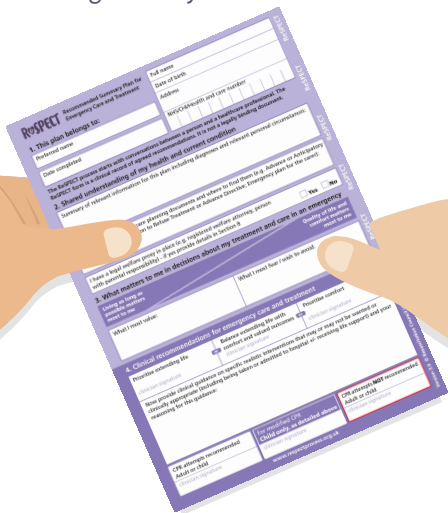 ReSPECT
Recommended Summary Plan for
Emergency Care and Treatment
Full name
Date of birth
Address
NHS/CHI/Health and care number
1. This plan belongs to:
Preferred name
Date completed
The ReSPECT process starts with conversations between a person and a healthcare professional. The
ReSPECT form is a clinical record of agreed recommendations. It is not a legally binding document.
2. Shared understanding of my health and current condition
Summary of relevant information for this plan including diagnoses and relevant personal circumstances:
care planning documents and where to find them (e.g. Advance or Anticipatory
to Refuse Treatment or Advance Directive; Emergency plan for the carer):
I have a legal welfare proxy in place (e.g. registered welfare attorney, person
with parental responsibility) - if yes provide details in Section 8
Yes
No
3. What matters to me in decisions about my treatment and care in an emergency
Living as long as
possible matters
most to me
Quality of life and
comfort matters
most to me
What I most value:
What I most fear / wish to avoid:
4. Clinical recommendations for emergency care and treatment
Prioritise extending life
clinician signature
or
Balance extending life with
comfort and valued outcomes
clinician signature
or
Prioritise comfort
clinician signature
Now provide clinical guidance on specific realistic interventions that may or may not be wanted or
clinically appropriate (including being taken or admitted to hospital +/- receiving life support) and your
reasoning for this guidance:
CPR attempts recommended
Adult or child
clinician signature
For modified CPR
Child only, as detailed above
clinician signature
CPR attempts NOT recommended
Adult or child
clinician signature
www.respectprocess.org.uk
ReSPECT
ReSPECT
ReSPECT
ReSPECT